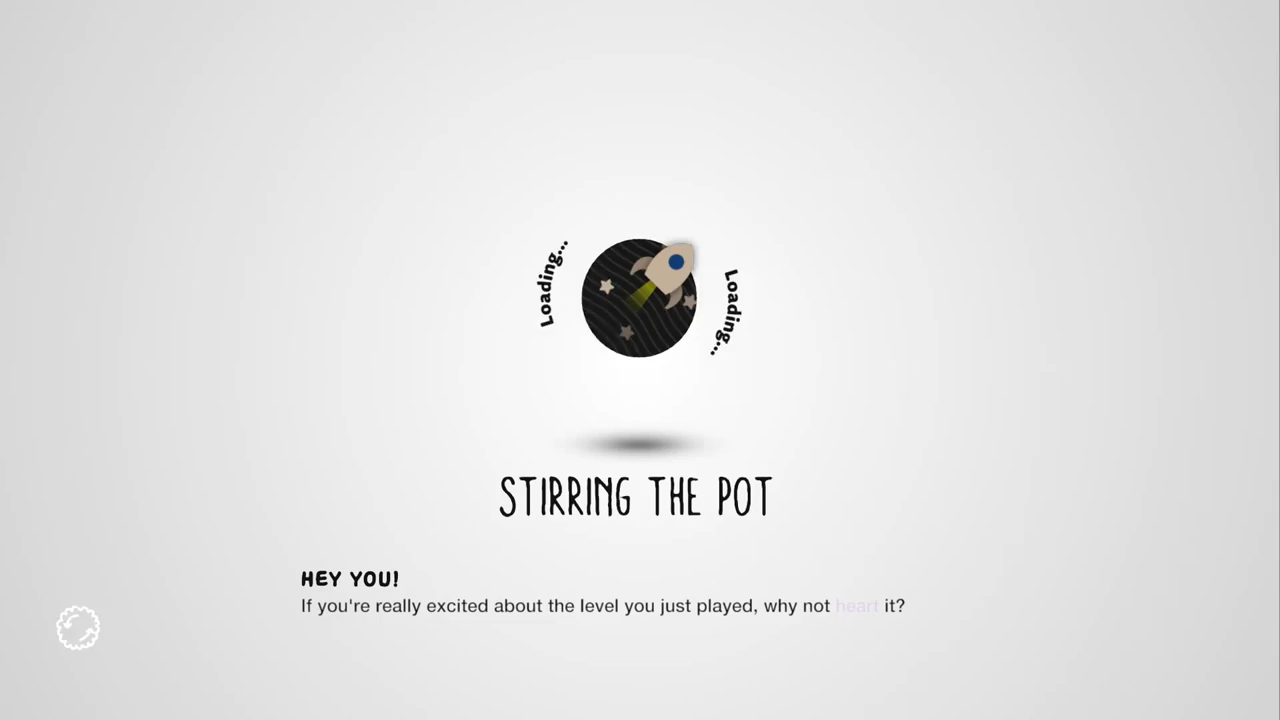 Loading...
Loading...
STIRRING THE POT
HEY YOU!
If you're really excited about the level you just played, why not heart it?